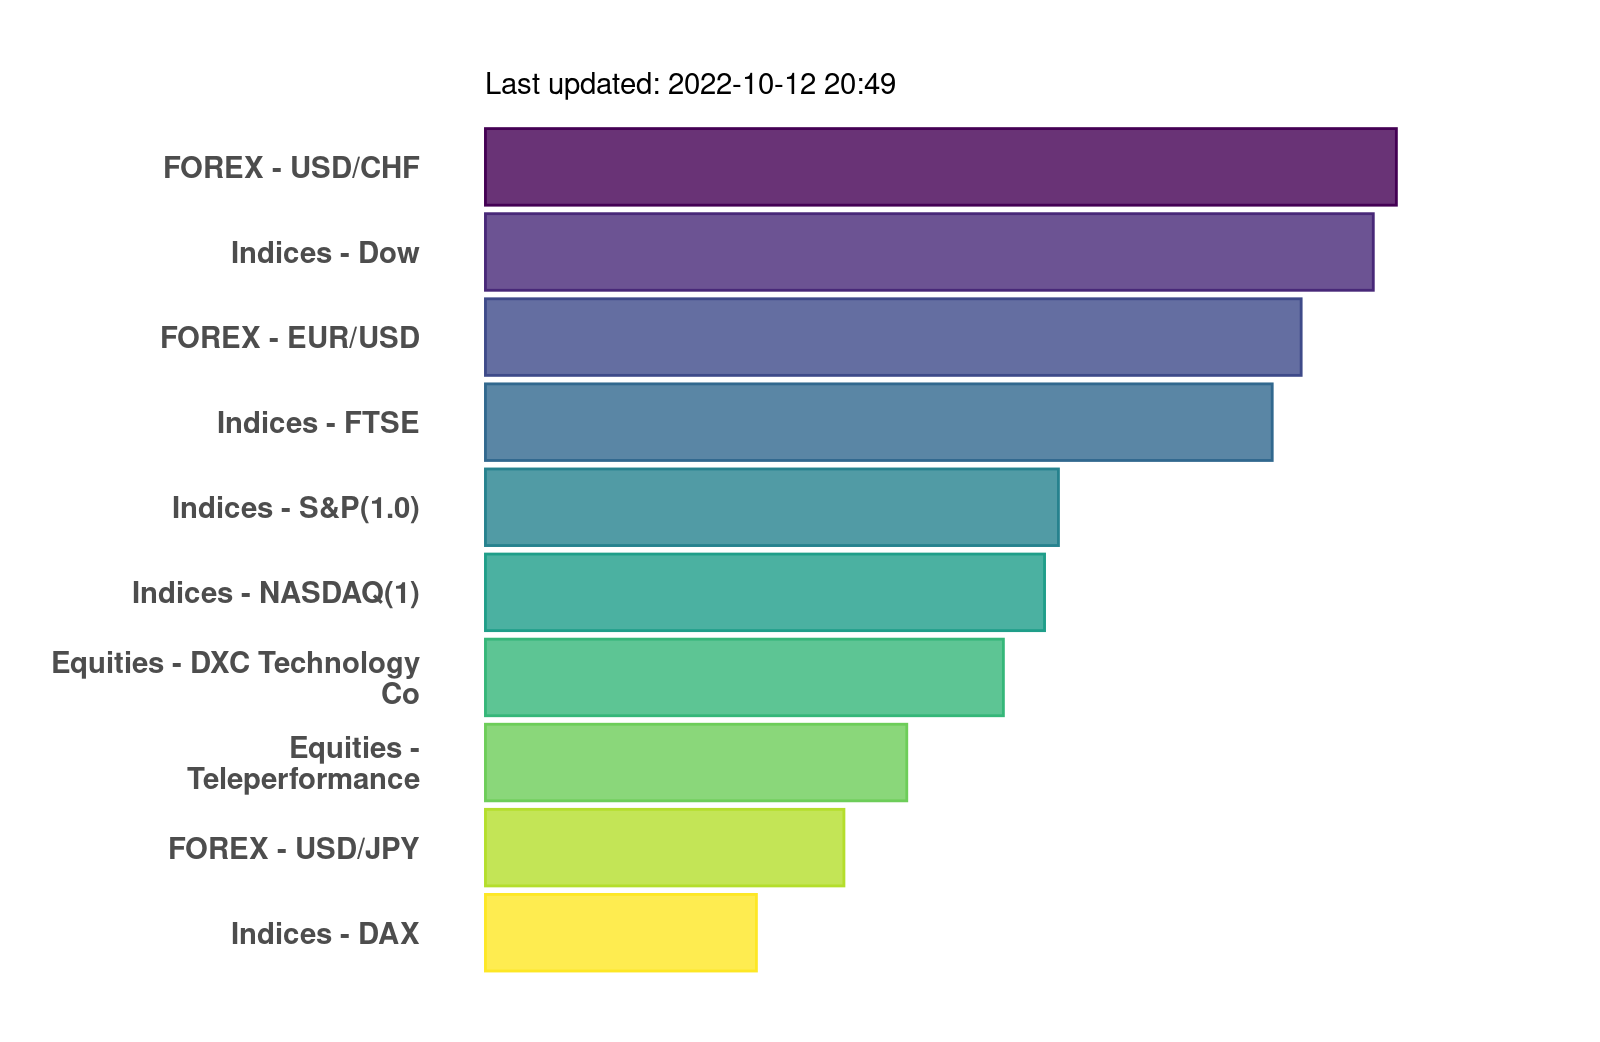 Last updated: 2022-10-12 20:49
FOREX - USD/CHF
Indices - Dow
FOREX - EUR/USD
Indices - FTSE
Indices - S&P(1.0)
Indices - NASDAQ(1)
Equities - DXC Technology
Co
Equities -
Teleperformance
FOREX - USD/JPY
Indices - DAX